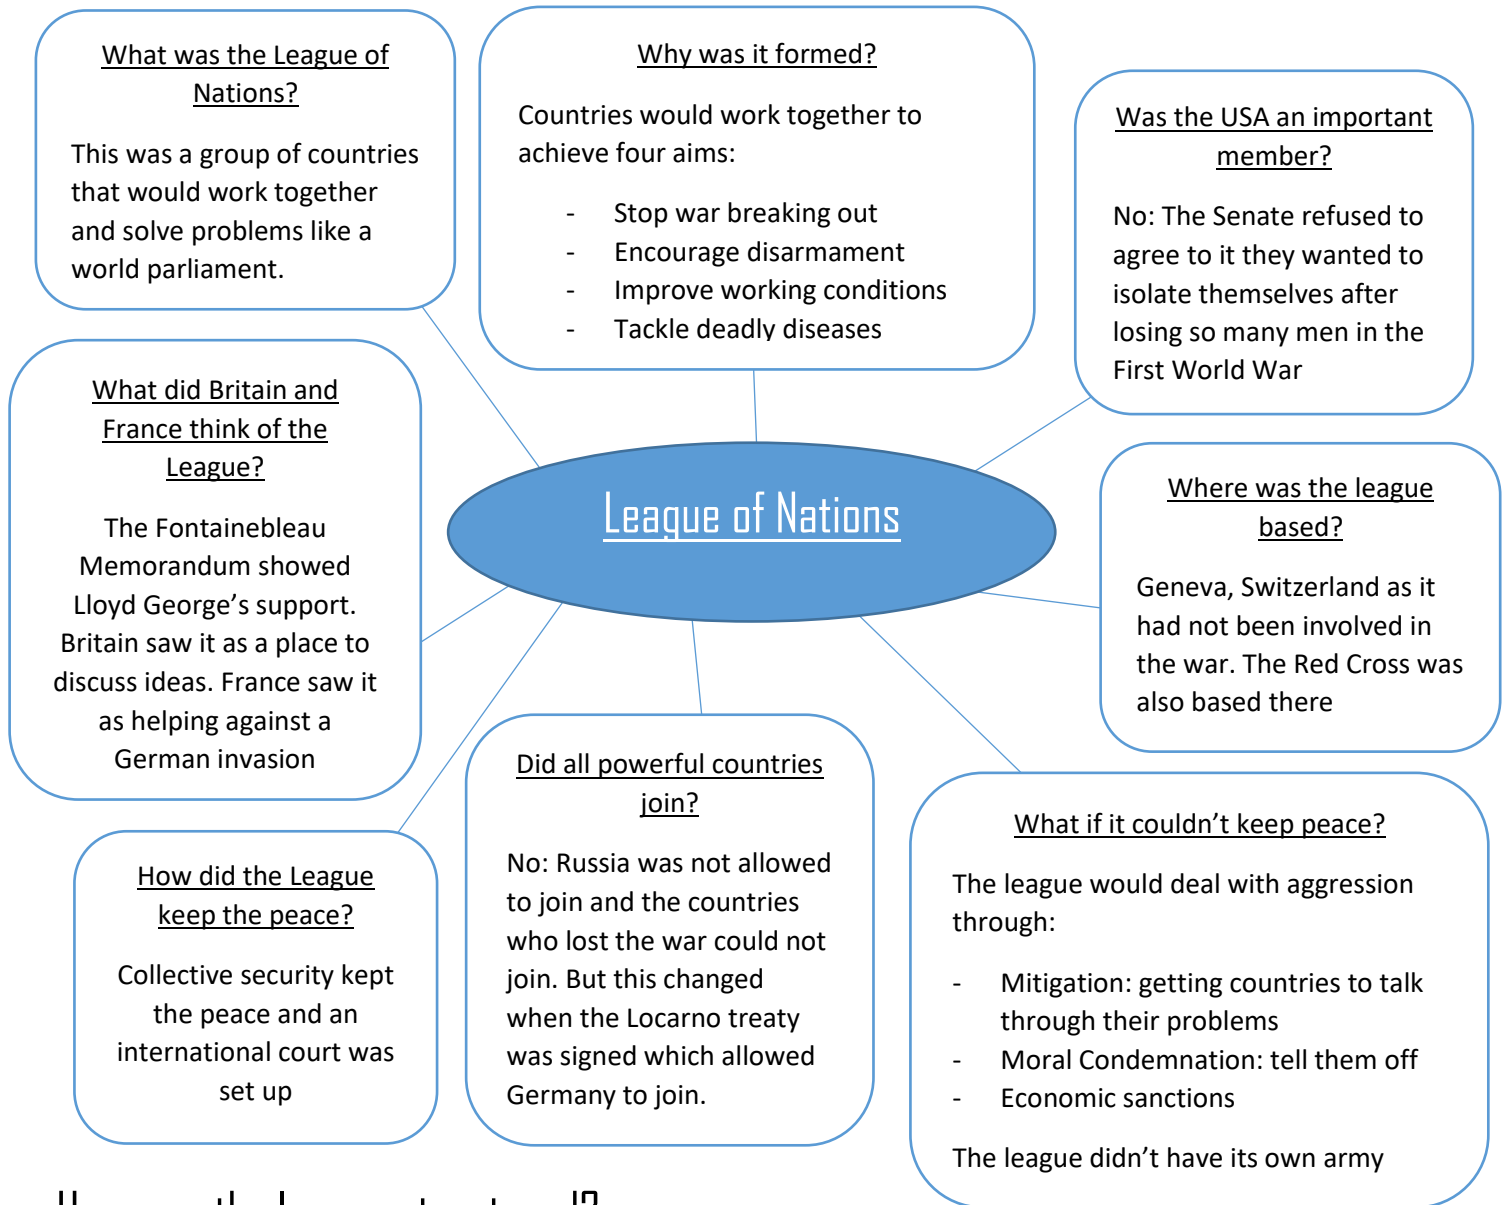 What was the League of
Nations?
This was a group of countries
that would work together
and solve problems like a
world parliament.
Why was it formed?
Countries would work together to
achieve four aims:
- Stop war breaking out
- Encourage disarmament
- Improve working conditions
- Tackle deadly diseases
Was the USA an important
member?
No: The Senate refused to
agree to it they wanted to
isolate themselves after
losing so many men in the
First World War
What did Britain and
France think of the
League?
The Fontainebleau
Memorandum showed
Lloyd George’s support.
Britain saw it as a place to
discuss ideas. France saw it
as helping against a
German invasion
League of Nations
Where was the league
based?
Geneva, Switzerland as it
had not been involved in
the war. The Red Cross was
also based there
How did the League
keep the peace?
Collective security kept
the peace and an
international court was
set up
Did all powerful countries
join?
No: Russia was not allowed
to join and the countries
who lost the war could not
join. But this changed
when the Locarno treaty
was signed which allowed
Germany to join.
What if it couldn’t keep peace?
The league would deal with aggression
through:
- Mitigation: getting countries to talk
through their problems
- Moral Condemnation: tell them off
- Economic sanctions
The league didn’t have its own army